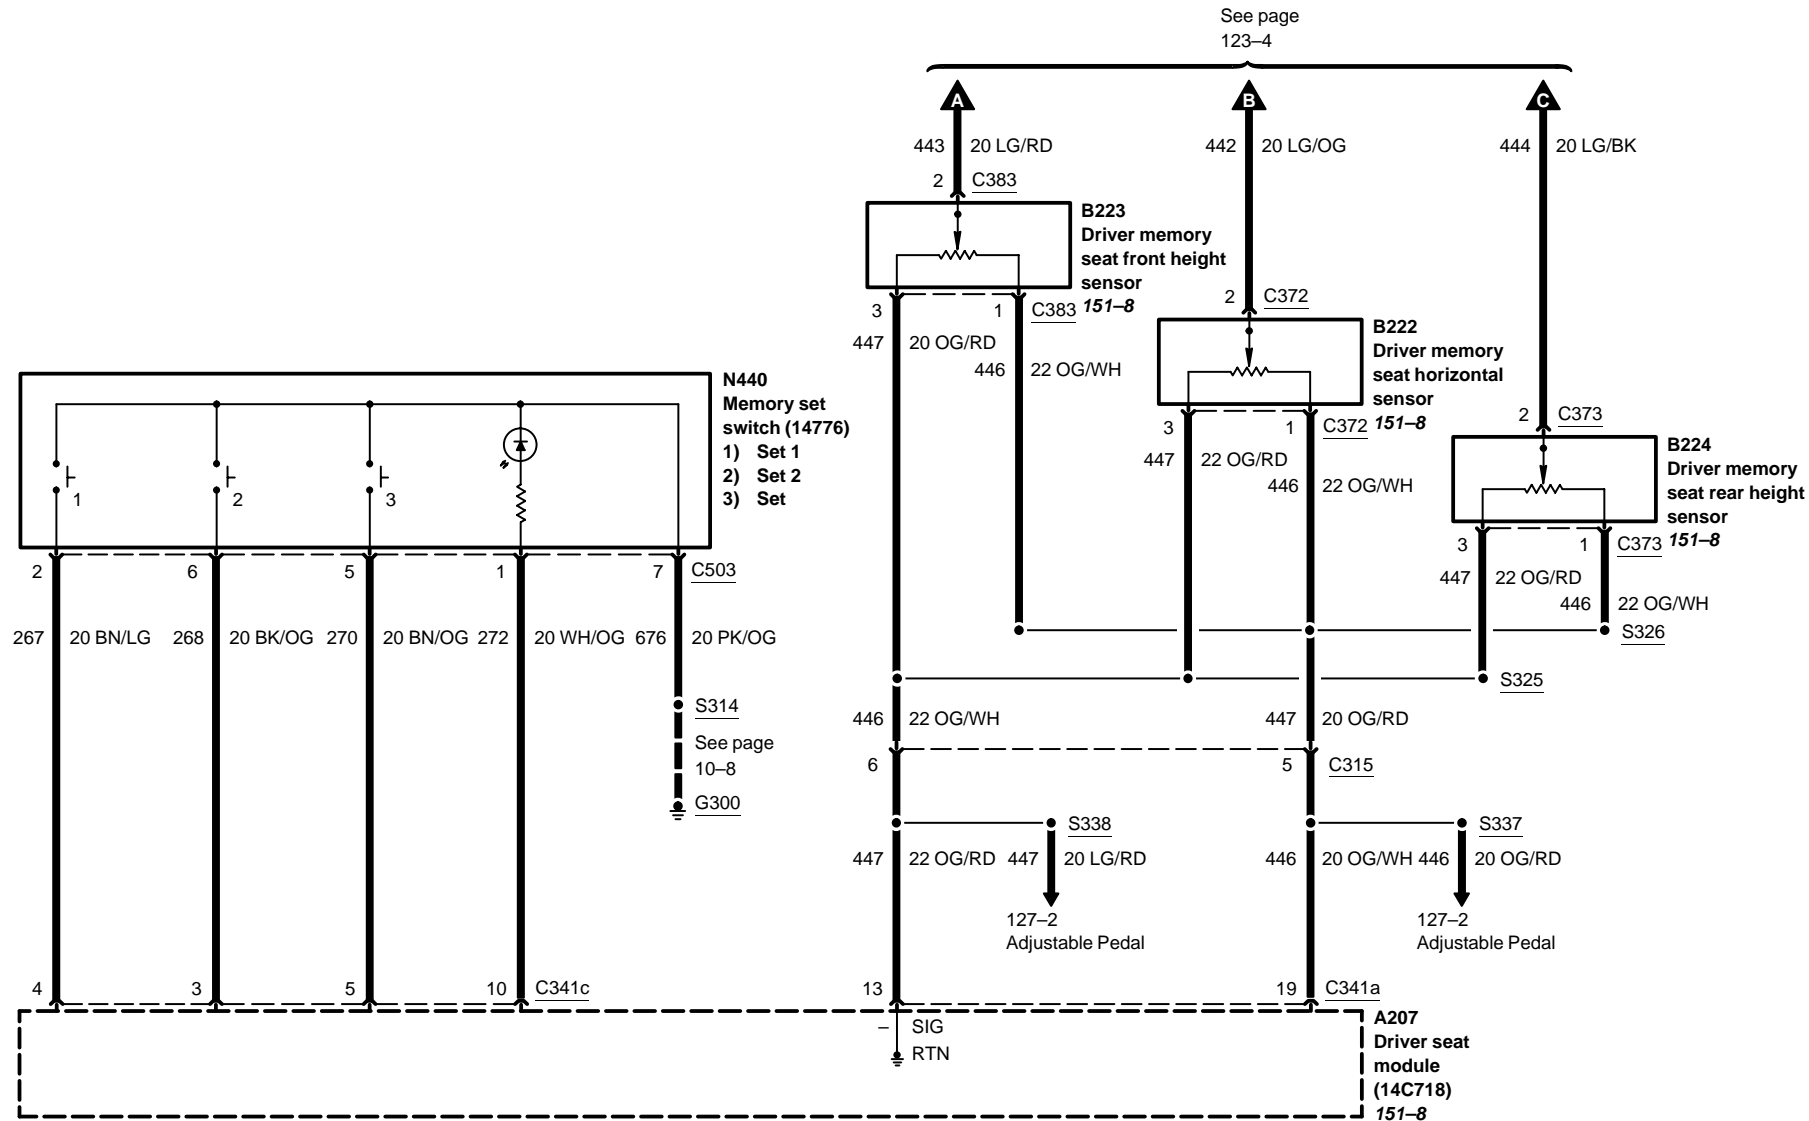 See page
123–4
A
B
C
443 20 LG/RD
442 20 LG/OG
444 20 LG/BK
2 C383
B223
Driver memory
seat front height
sensor
151–8
3 1 C383
447 20 OG/RD
446 22 OG/WH
2 C372
B222
Driver memory
seat horizontal
sensor
151–8
3 1 C372
447 22 OG/RD
446 22 OG/WH
2 C373
B224
Driver memory
seat rear height
sensor
151–8
3 1 C373
447 22 OG/RD
446 22 OG/WH
N440
Memory set
switch (14776)
1) Set 1
2) Set 2
3) Set
1 2 3
2 6 5 1 7 C503
267 20 BN/LG 268 20 BK/OG 270 20 BN/OG 272 20 WH/OG 676 20 PK/OG
S326
S325
S314
See page
10–8
G300
446 22 OG/WH
447 20 OG/RD
6 5 C315
S338
S337
447 22 OG/RD 447 20 LG/RD
446 20 OG/WH 446 20 OG/RD
127–2
Adjustable Pedal
127–2
Adjustable Pedal
4 3 5 10 C341c
13 19 C341a
– SIG
RTN
A207
Driver seat
module
(14C718)
151–8